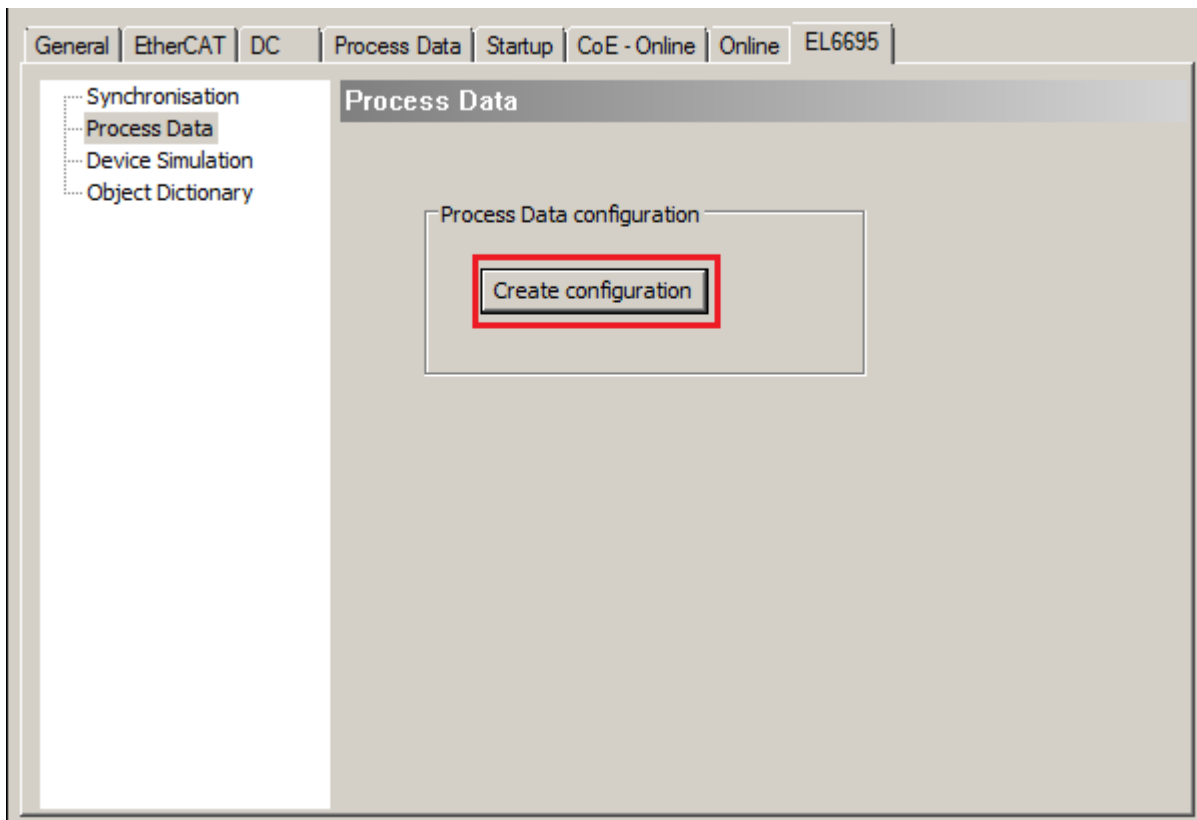 General EtherCAT DC Process Data Startup CoE - Online Online EL6695
Synchronisation
Process Data
Device Simulation
Object Dictionary
Process Data
Process Data configuration
Create configuration